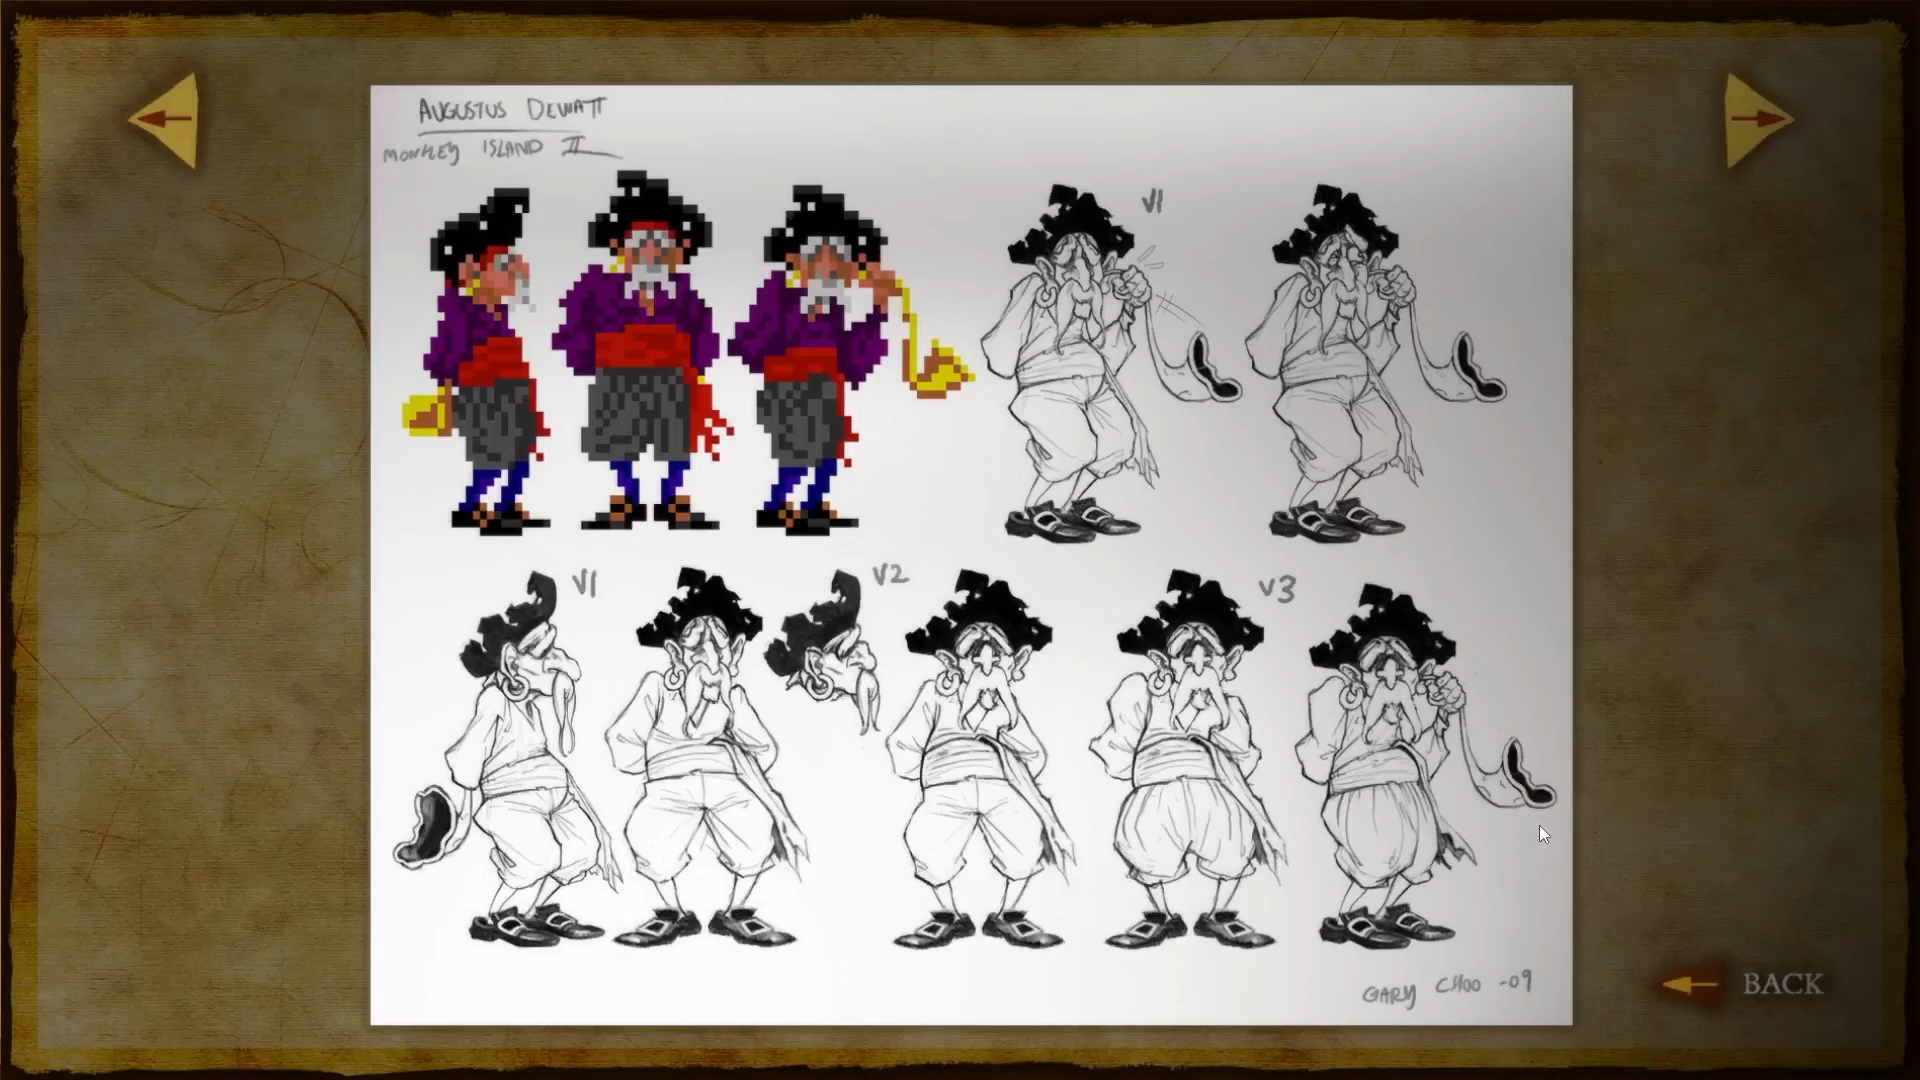 AUGUSTUS DEWATT
MONKEY ISLAND II
V1
V1
V2
V3
GARY CHOO -09
BACK